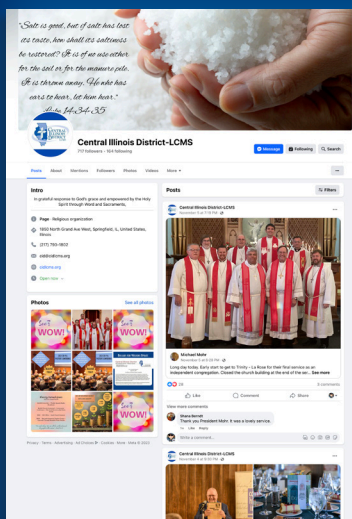 "Salt is good, but if salt has lost
its taste, how shall its saltiness
be restored? It is of no use either
for the soil or for the manure pile.
It is thrown away. He who has
ears to hear, let him hear."
Luke 14:34-35
CENTRAL
ILLINOIS
DISTRICT
Central Illinois District-LCMS
717 followers • 164 following
Message
Following
Search
Posts
About
Mentions
Followers
Photos
Videos
More
Intro
In grateful response to God's grace and empowered by the Holy
Spirit through Word and Sacraments,
Page · Religious organization
1850 North Grand Ave West, Springfield, IL, United States,
Illinois
(217) 793-1802
cid@cidlcms.org
cidlcms.org
Open now
Photos
See all photos
WOW!
WOW!
WOW!
Privacy · Terms · Advertising · Ad Choices · Cookies · More · Meta © 2023
Posts
Filters
Central Illinois District-LCMS
Michael Mohr
Long day today. Early start to get to Trinity - La Rose for their final service as an
independent congregation. Closed the church building at the end of the ser... See more
28
3 comments
Like
Comment
Share
View more comments
Thank you President Mohr. It was a lovely service.
Like Reply
Write a comment...
Central Illinois District-LCMS